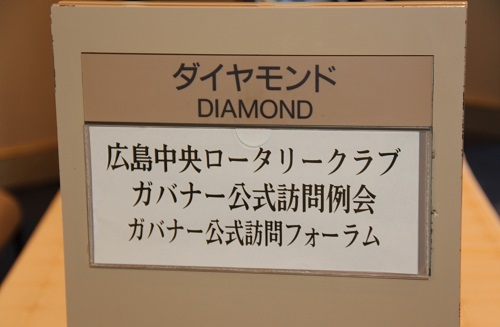 ダイヤモンド
DIAMOND
広島中央ロータリークラブ
ガバナー公式訪問例会
ガバナー公式訪問フォーラム